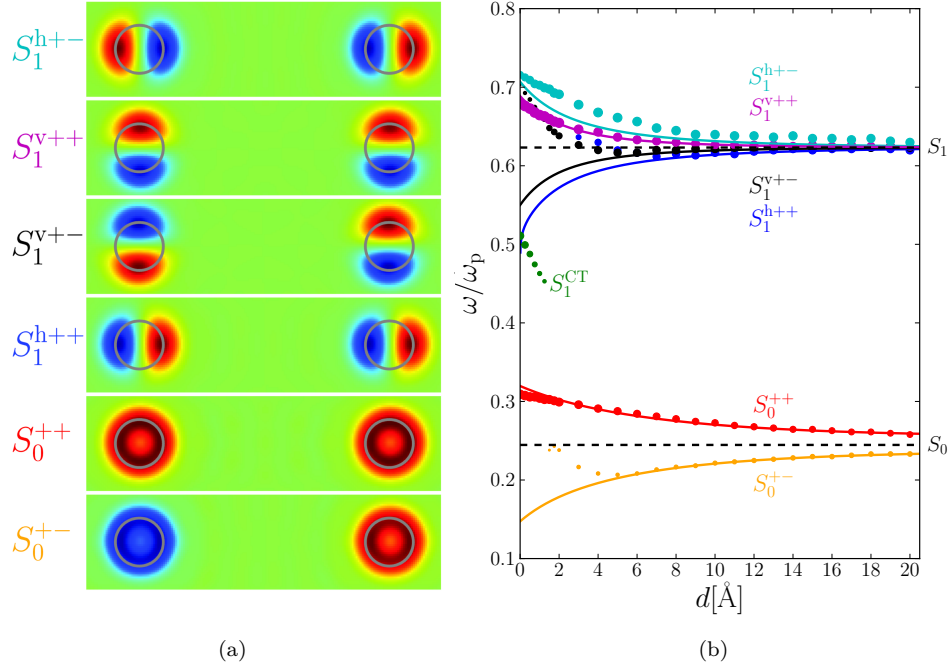 S₁ʰ⁺⁻
S₁ᵛ⁺⁺
S₁ᵛ⁺⁻
S₁ʰ⁺⁺
S₀⁺⁺
S₀⁺⁻
(a)
0.8
0.7
0.6
0.5
0.4
0.3
0.2
0.1
ω/ωₚ
S₁ʰ⁺⁻
S₁ᵛ⁺⁺
S₁
S₁ᵛ⁺⁻
S₁ʰ⁺⁺
S₁ᶜᵀ
S₀⁺⁺
S₀
S₀⁺⁻
0 2 4 6 8 10 12 14 16 18 20
d[Å]
(b)